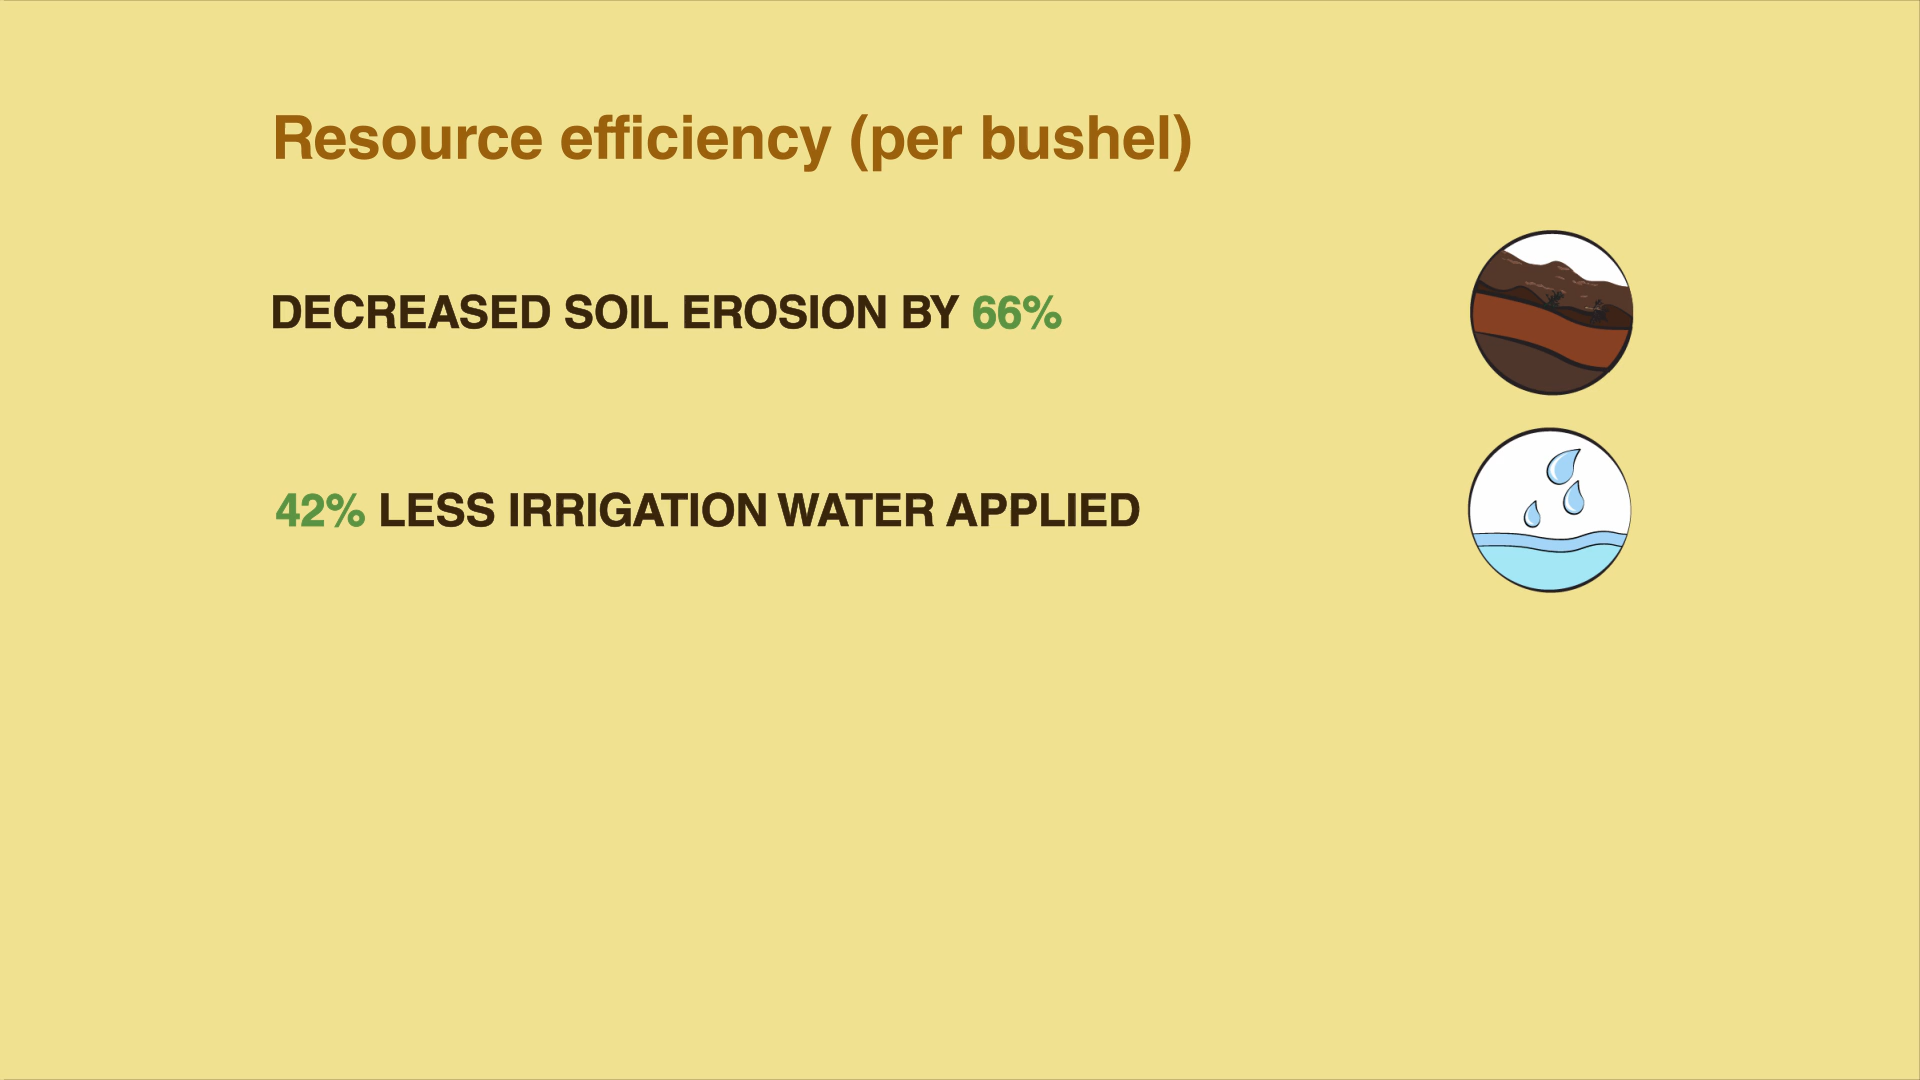 Resource efficiency (per bushel)
DECREASED SOIL EROSION BY 66%
42% LESS IRRIGATION WATER APPLIED